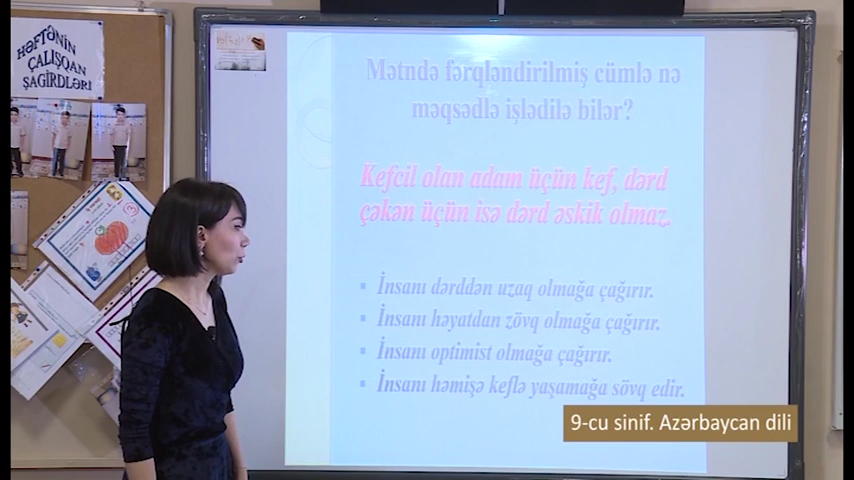 HƏFTƏNİN
ÇALIŞQAN
ŞAGİRDLƏRİ
Mətndə fərqləndirilmiş cümlə nə
məqsədlə işlədilə bilər?
Kefcil olan adam üçün kef, dərd
çəkən üçün isə dərd əskik olmaz.
▪ İnsanı dərddən uzaq olmağa çağırır.
▪ İnsanı həyatdan zövq olmağa çağırır.
▪ İnsanı optimist olmağa çağırır.
▪ İnsanı həmişə keflə yaşamağa sövq edir.
9-cu sinif. Azərbaycan dili